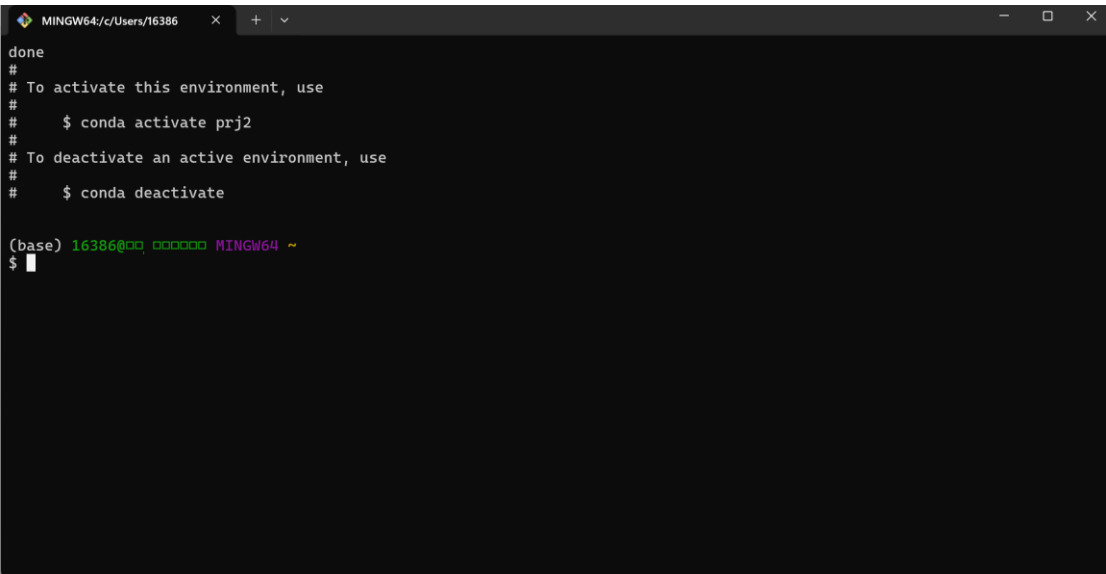 MINGW64:/c/Users/16386
done
#
# To activate this environment, use
#
#     $ conda activate prj2
#
# To deactivate an active environment, use
#
#     $ conda deactivate
(base) 16386@ MINGW64 ~
$